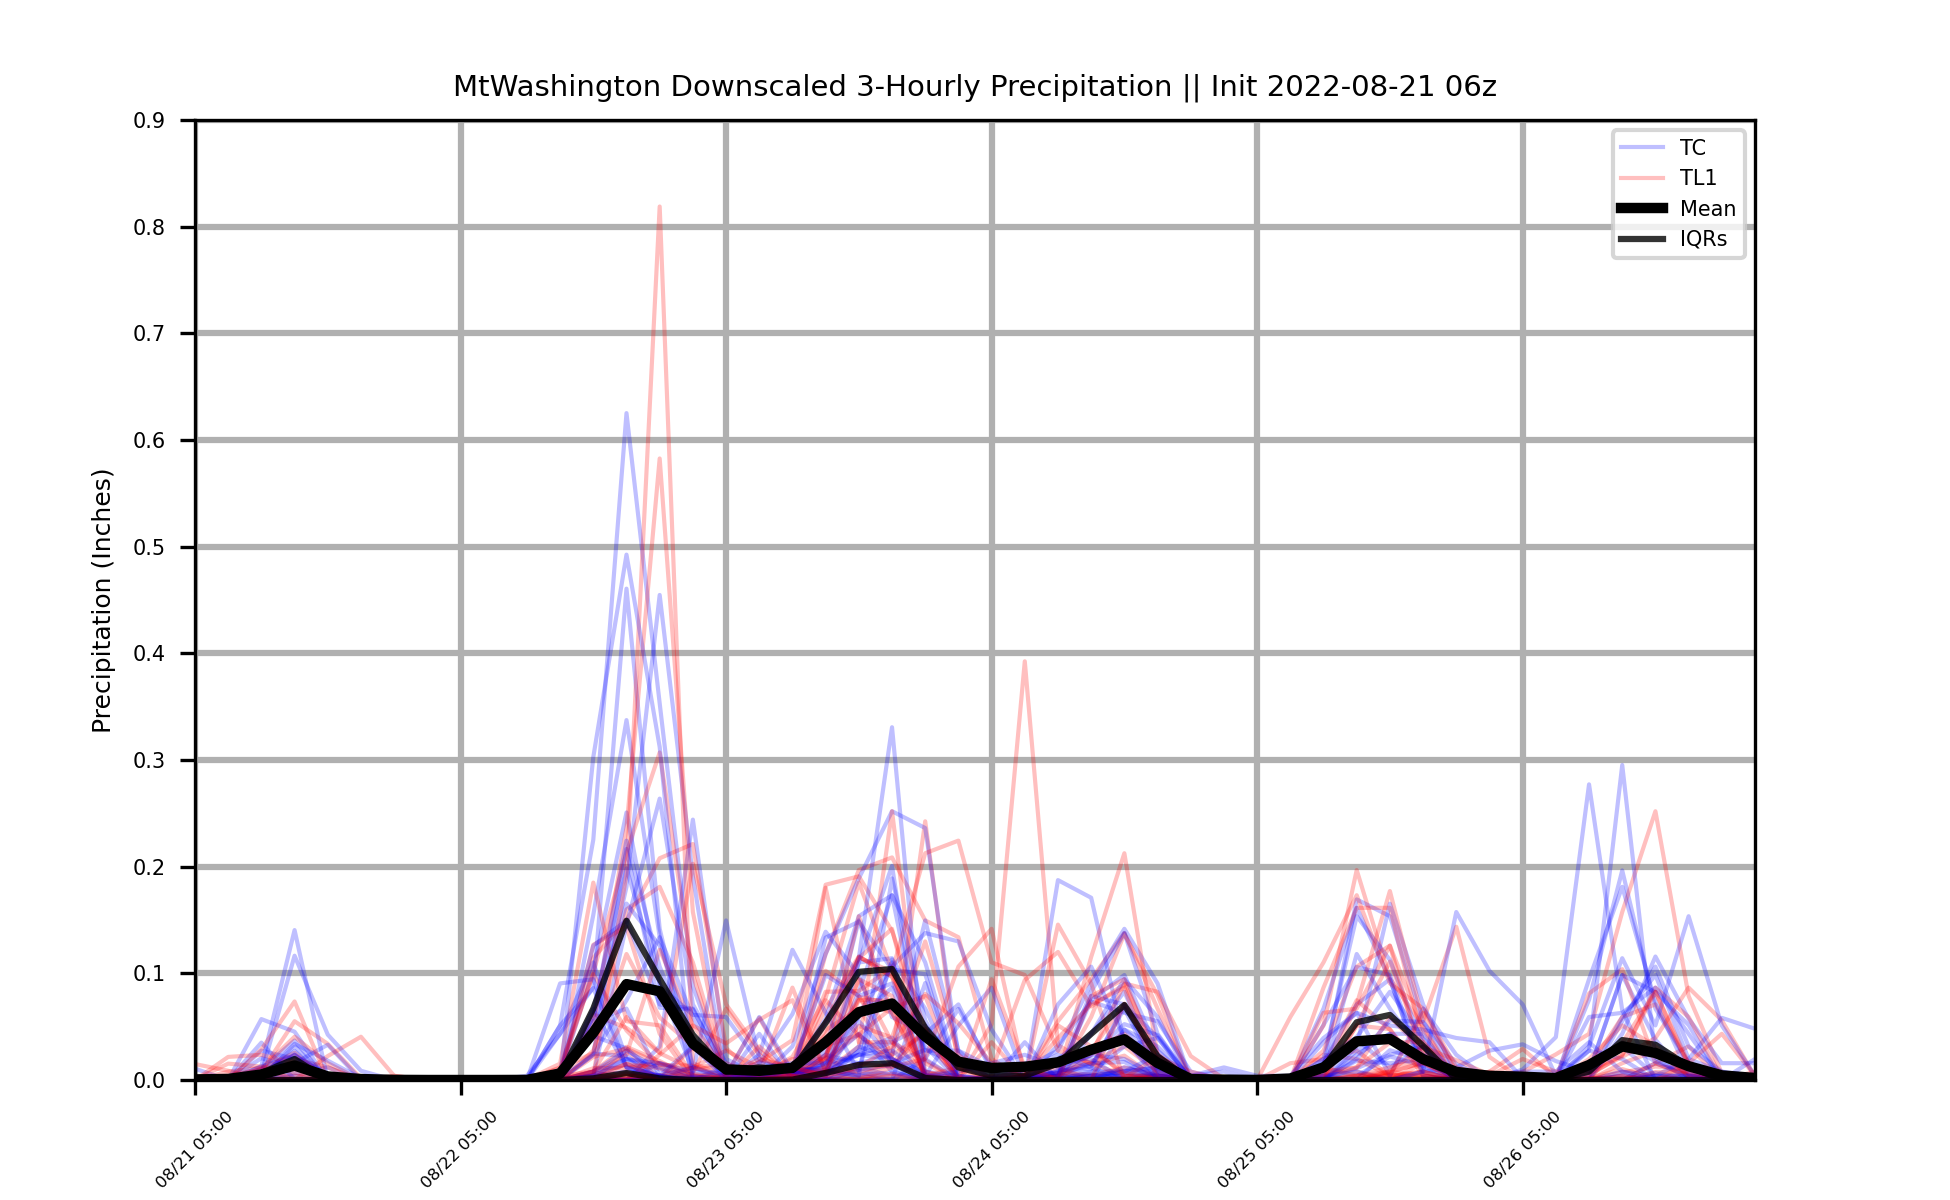 MtWashington Downscaled 3-Hourly Precipitation || Init 2022-08-21 06z
TC
TL1
Mean
IQRs
Precipitation (Inches)
0.9
0.8
0.7
0.6
0.5
0.4
0.3
0.2
0.1
0.0
08/21 05:00
08/22 05:00
08/23 05:00
08/24 05:00
08/25 05:00
08/26 05:00